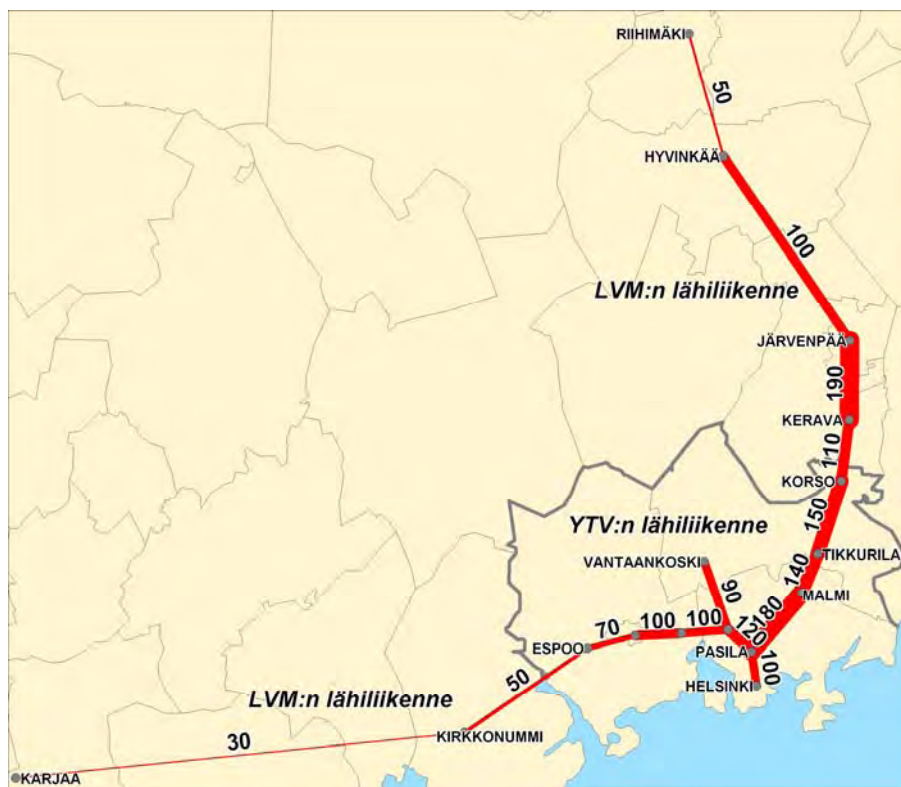 RIIHIMÄKI
50
HYVINKÄÄ
100
LVM:n lähiliikenne
JÄRVENPÄÄ
190
KERAVA
110
KORSO
150
YTV:n lähiliikenne
TIKKURILA
VANTAANKOSKI
140
90
MALMI
180
100
100
70
120
ESPOO
PASILA
100
50
HELSINKI
LVM:n lähiliikenne
30
KIRKKONUMMI
KARJAA